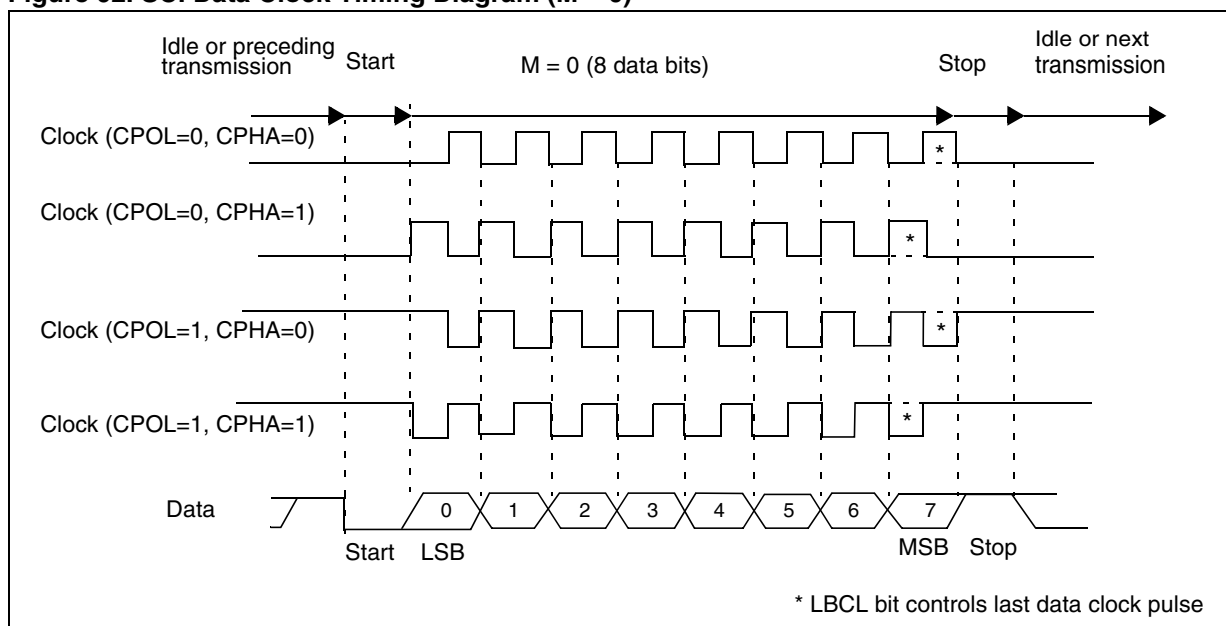 Idle or preceding transmission
Start
M = 0 (8 data bits)
Stop
Idle or next transmission
Clock (CPOL=0, CPHA=0)
*
Clock (CPOL=0, CPHA=1)
*
Clock (CPOL=1, CPHA=0)
*
Clock (CPOL=1, CPHA=1)
*
Data
0 1 2 3 4 5 6 7
Start LSB MSB Stop
* LBCL bit controls last data clock pulse